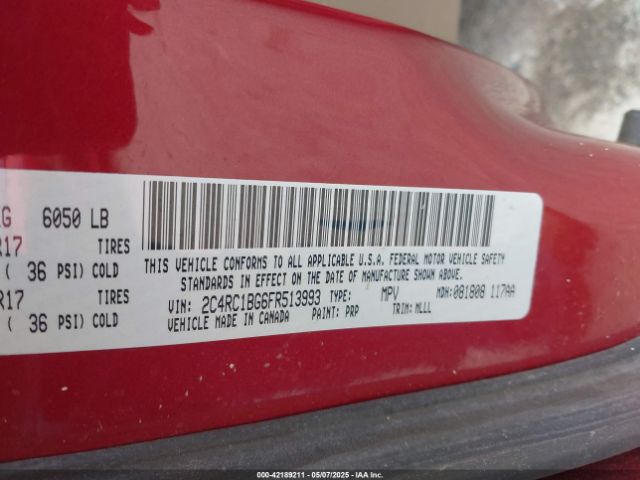 G 6050 LB
R17 TIRES
( 36 PSI) COLD
R17 TIRES
( 36 PSI) COLD
THIS VEHICLE CONFORMS TO ALL APPLICABLE U.S.A. FEDERAL MOTOR VEHICLE SAFETY
STANDARDS IN EFFECT ON THE DATE OF MANUFACTURE SHOWN ABOVE.
VIN: 2C4RC1BG6FR513993 TYPE: MPV MDH: 081808 117AA
VEHICLE MADE IN CANADA PAINT: PRP TRIM: MLLL
000-42189211 - 05/07/2025 - IAA Inc.